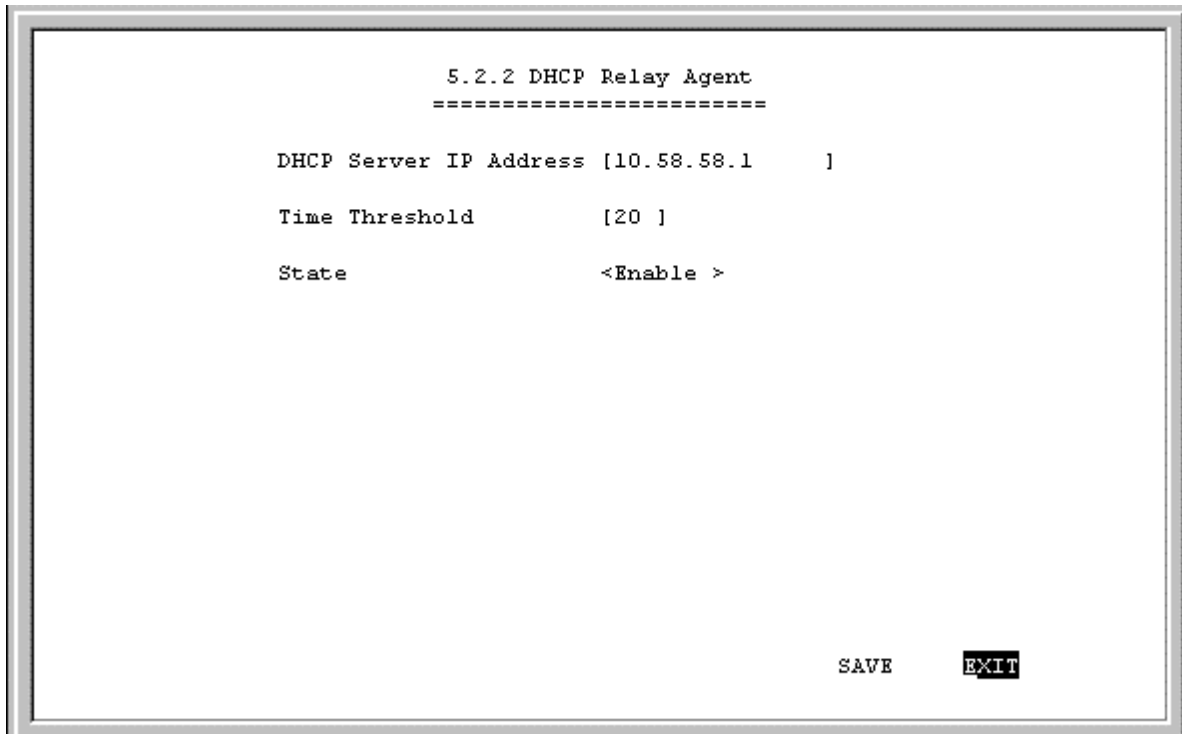 5.2.2 DHCP Relay Agent
========================
DHCP Server IP Address [10.58.58.1     ]
Time Threshold         [20 ]
State                  <Enable >
SAVE     EXIT